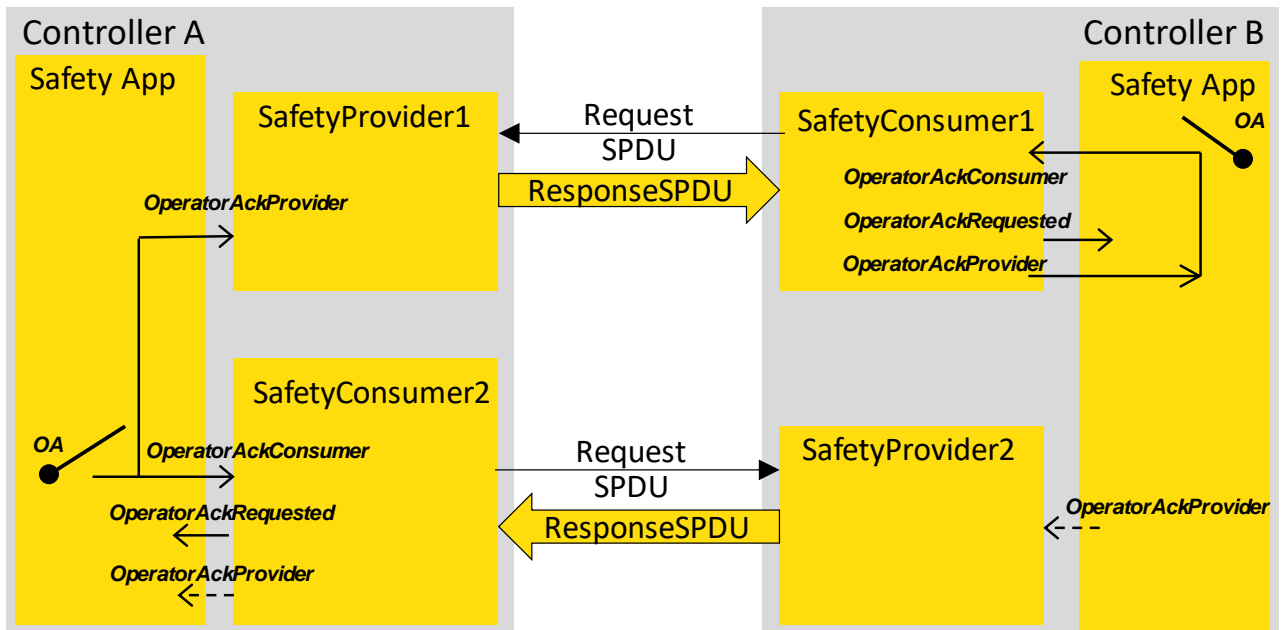 Controller A
Controller B
Safety App
Safety App
SafetyProvider1
Request
SPDU
SafetyConsumer1
OA
ResponseSPDU
OperatorAckConsumer
OperatorAckProvider
OperatorAckRequested
OperatorAckProvider
SafetyConsumer2
OA
OperatorAckConsumer
Request
SPDU
SafetyProvider2
OperatorAckRequested
ResponseSPDU
OperatorAckProvider
OperatorAckProvider